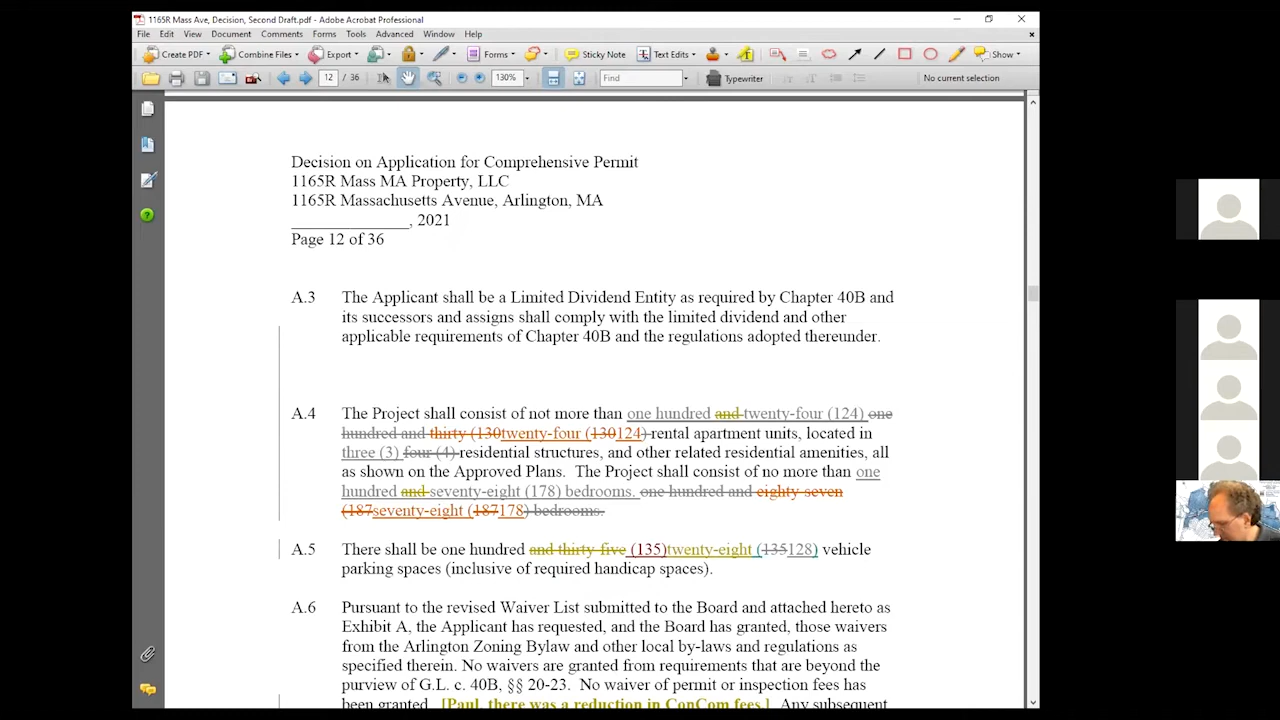 1165R Mass Ave, Decision, Second Draft.pdf - Adobe Acrobat Professional
File Edit View Document Comments Forms Tools Advanced Window Help
Create PDF Combine Files Export Forms Sticky Note Text Edits Show
12 / 36 130% Find Typewriter No current selection
Decision on Application for Comprehensive Permit
1165R Mass MA Property, LLC
1165R Massachusetts Avenue, Arlington, MA
______________, 2021
Page 12 of 36
A.3 The Applicant shall be a Limited Dividend Entity as required by Chapter 40B and
its successors and assigns shall comply with the limited dividend and other
applicable requirements of Chapter 40B and the regulations adopted thereunder.
A.4 The Project shall consist of not more than one hundred and twenty-four (124) one
hundred and thirty (130twenty-four (130124) rental apartment units, located in
three (3) four (4) residential structures, and other related residential amenities, all
as shown on the Approved Plans. The Project shall consist of no more than one
hundred and seventy-eight (178) bedrooms. one hundred and eighty-seven
(187seventy-eight (187178) bedrooms.
A.5 There shall be one hundred and thirty-five (135)twenty-eight (135128) vehicle
parking spaces (inclusive of required handicap spaces).
A.6 Pursuant to the revised Waiver List submitted to the Board and attached hereto as
Exhibit A, the Applicant has requested, and the Board has granted, those waivers
from the Arlington Zoning Bylaw and other local by-laws and regulations as
specified therein. No waivers are granted from requirements that are beyond the
purview of G.L. c. 40B, §§ 20-23. No waiver of permit or inspection fees has
been granted. [Paul, there was a reduction in ConCom fees.] Any subsequent